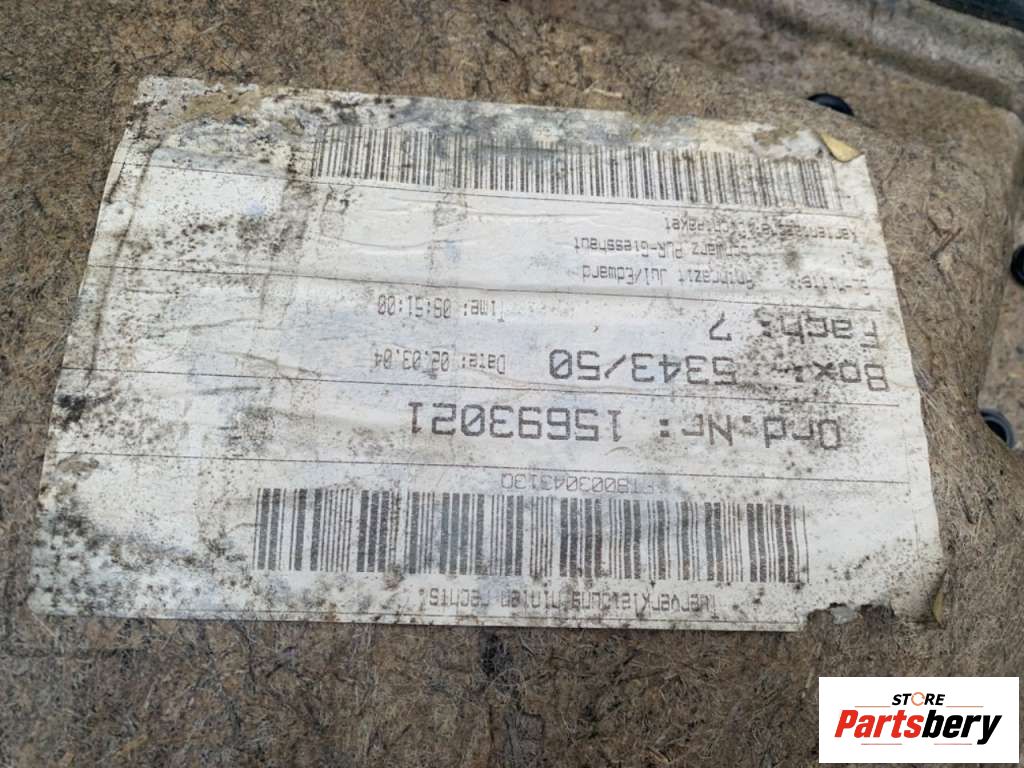 Tuerverkleidung hinten rechts
FT8003043130
Ord.Nr: 15693021
Box: 5343/50 Date: 02.03.04
Fach: 7 Time: 05:51:00
Anthrazit Jul/Edward
Schwarz PUR-Giesshaut
STORE
Partsbery